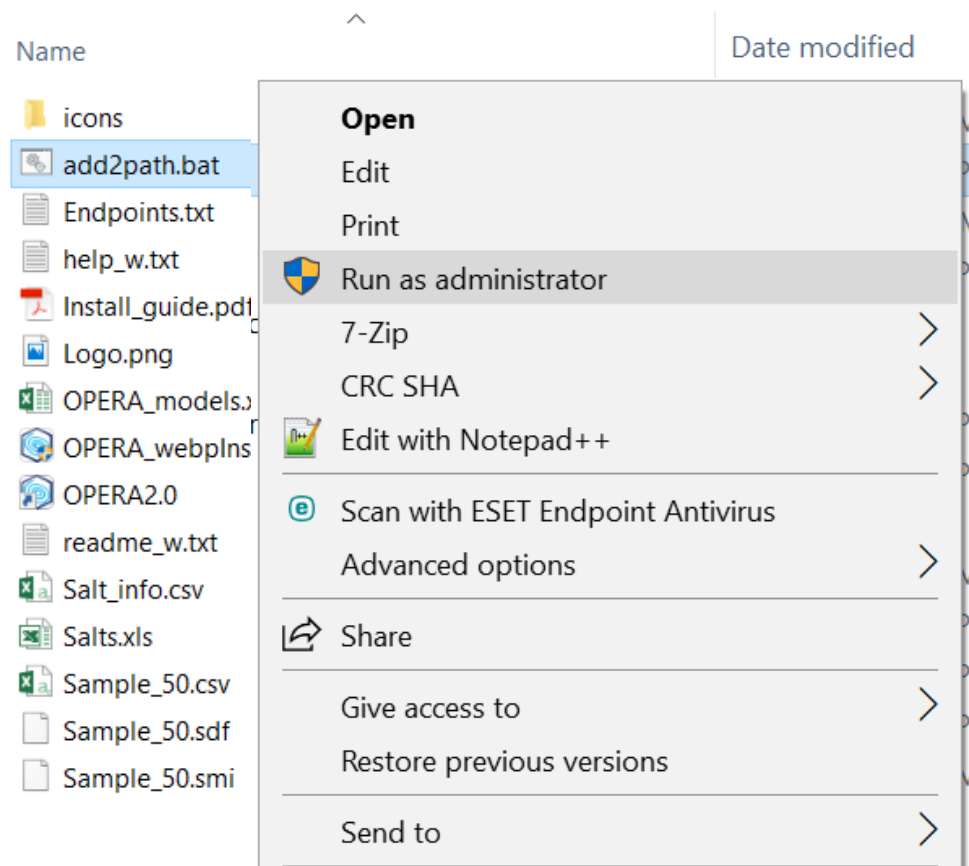 Name
Date modified
icons
add2path.bat
Endpoints.txt
help_w.txt
Install_guide.pdf
Logo.png
OPERA_models.x
OPERA_webpIns
OPERA2.0
readme_w.txt
Salt_info.csv
Salts.xls
Sample_50.csv
Sample_50.sdf
Sample_50.smi
Open
Edit
Print
Run as administrator
7-Zip
CRC SHA
Edit with Notepad++
Scan with ESET Endpoint Antivirus
Advanced options
Share
Give access to
Restore previous versions
Send to